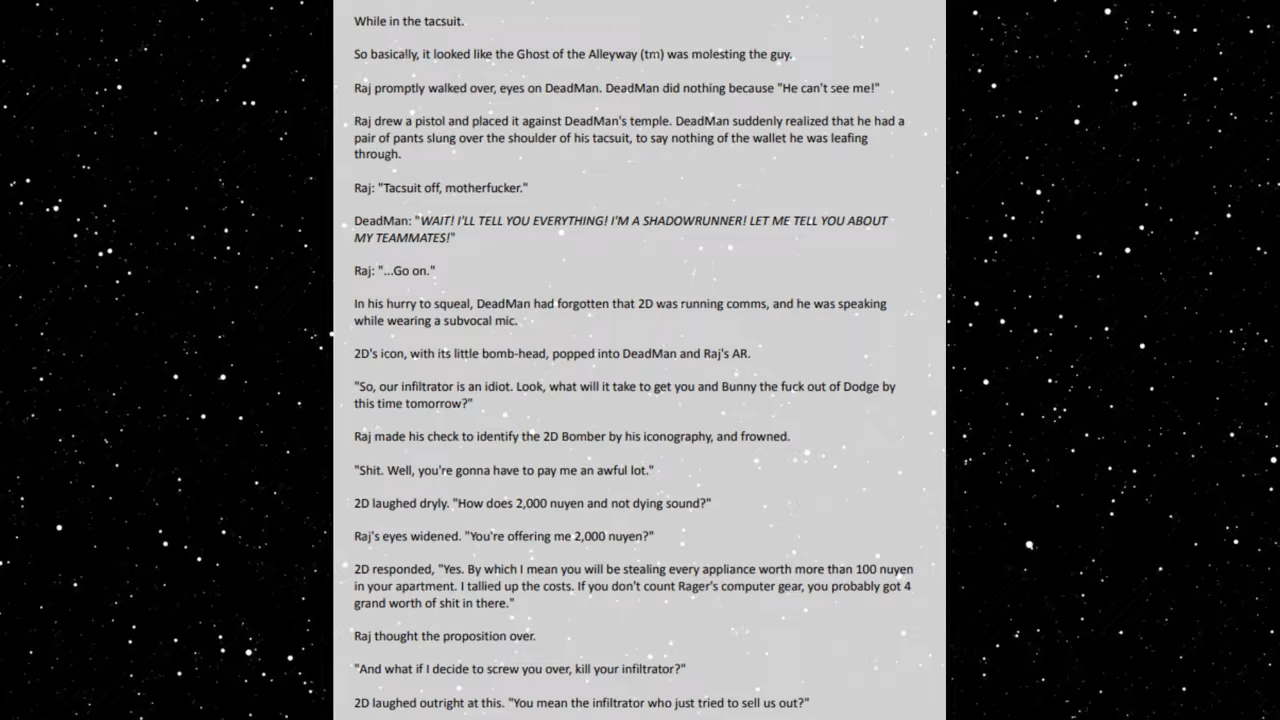 While in the tacsuit.
So basically, it looked like the Ghost of the Alleyway (tm) was molesting the guy.
Raj promptly walked over, eyes on DeadMan. DeadMan did nothing because "He can't see me!"
Raj drew a pistol and placed it against DeadMan's temple. DeadMan suddenly realized that he had a
pair of pants slung over the shoulder of his tacsuit, to say nothing of the wallet he was leafing
through.
Raj: "Tacsuit off, motherfucker."
DeadMan: "WAIT! I'LL TELL YOU EVERYTHING! I'M A SHADOWRUNNER! LET ME TELL YOU ABOUT
MY TEAMMATES!"
Raj: "...Go on."
In his hurry to squeal, DeadMan had forgotten that 2D was running comms, and he was speaking
while wearing a subvocal mic.
2D's icon, with its little bomb-head, popped into DeadMan and Raj's AR.
"So, our infiltrator is an idiot. Look, what will it take to get you and Bunny the fuck out of Dodge by
this time tomorrow?"
Raj made his check to identify the 2D Bomber by his iconography, and frowned.
"Shit. Well, you're gonna have to pay me an awful lot."
2D laughed dryly. "How does 2,000 nuyen and not dying sound?"
Raj's eyes widened. "You're offering me 2,000 nuyen?"
2D responded, "Yes. By which I mean you will be stealing every appliance worth more than 100 nuyen
in your apartment. I tallied up the costs. If you don't count Rager's computer gear, you probably got 4
grand worth of shit in there."
Raj thought the proposition over.
"And what if I decide to screw you over, kill your infiltrator?"
2D laughed outright at this. "You mean the infiltrator who just tried to sell us out?"